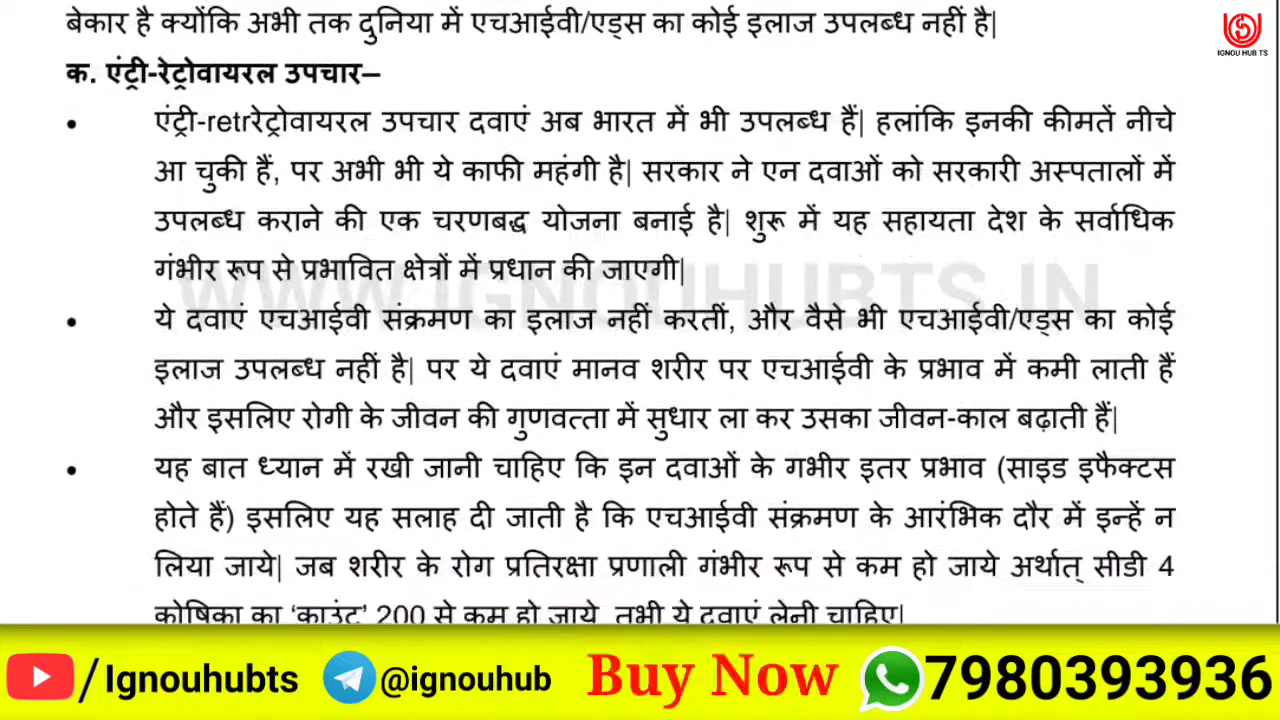 बेकार है क्योंकि अभी तक दुनिया में एचआईवी/एड्स का कोई इलाज उपलब्ध नहीं है|
IGNOU HUB TS
क. एंट्री-रेट्रोवायरल उपचार–
• एंट्री-retrरेट्रोवायरल उपचार दवाएं अब भारत में भी उपलब्ध हैं| हलांकि इनकी कीमतें नीचे
आ चुकी हैं, पर अभी भी ये काफी महंगी है| सरकार ने एन दवाओं को सरकारी अस्पतालों में
उपलब्ध कराने की एक चरणबद्ध योजना बनाई है| शुरू में यह सहायता देश के सर्वाधिक
गंभीर रूप से प्रभावित क्षेत्रों में प्रधान की जाएगी|
WWW.IGNOUHUBTS.IN
• ये दवाएं एचआईवी संक्रमण का इलाज नहीं करतीं, और वैसे भी एचआईवी/एड्स का कोई
इलाज उपलब्ध नहीं है| पर ये दवाएं मानव शरीर पर एचआईवी के प्रभाव में कमी लाती हैं
और इसलिए रोगी के जीवन की गुणवत्ता में सुधार ला कर उसका जीवन-काल बढ़ाती हैं|
• यह बात ध्यान में रखी जानी चाहिए कि इन दवाओं के गभीर इतर प्रभाव (साइड इफैक्टस
होते हैं) इसलिए यह सलाह दी जाती है कि एचआईवी संक्रमण के आरंभिक दौर में इन्हें न
लिया जाये| जब शरीर के रोग प्रतिरक्षा प्रणाली गंभीर रूप से कम हो जाये अर्थात् सीडी 4
कोषिका का ‘काउंट’ 200 से कम हो जाये तभी ये दवाएं लेनी चाहिए|
/Ignouhubts @ignouhub Buy Now 7980393936